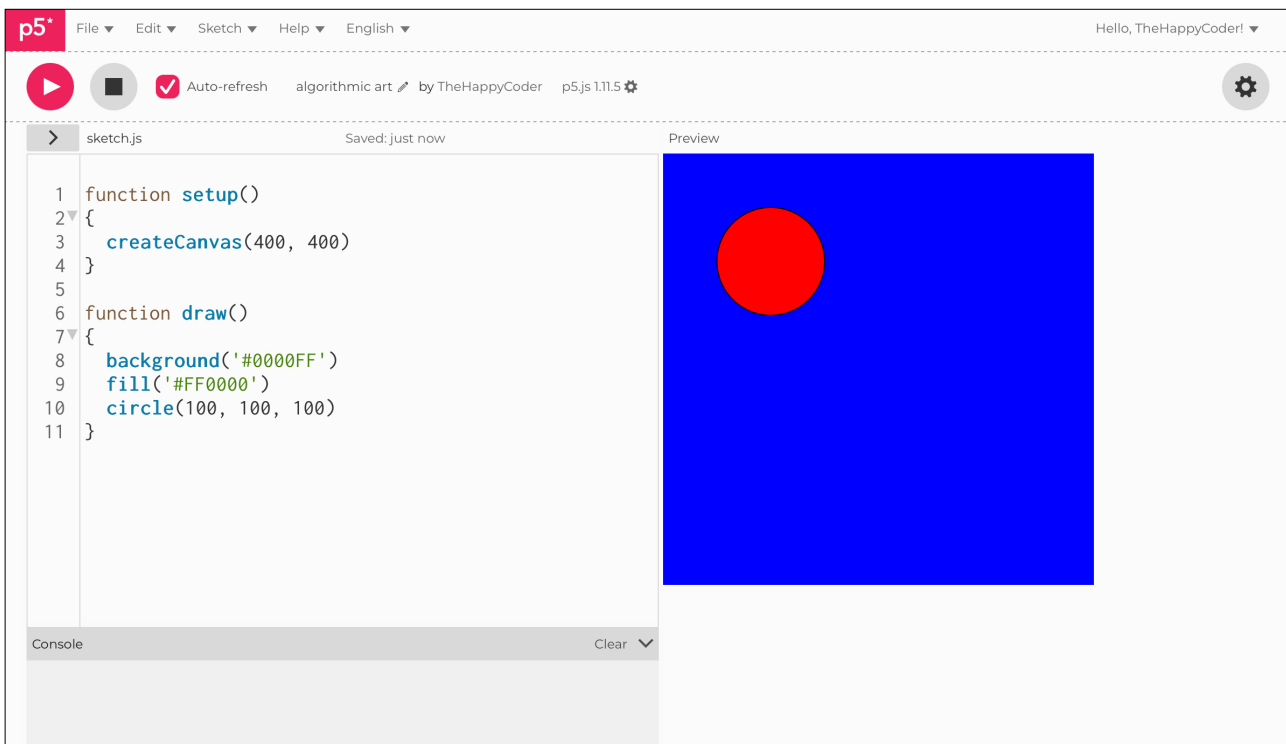 p5* File Edit Sketch Help English Hello, TheHappyCoder!
Auto-refresh algorithmic art by TheHappyCoder p5.js 1.11.5
sketch.js Saved: just now Preview
1 function setup()
2 {
3 createCanvas(400, 400)
4 }
5
6 function draw()
7 {
8 background('#0000FF')
9 fill('#FF0000')
10 circle(100, 100, 100)
11 }
Console Clear